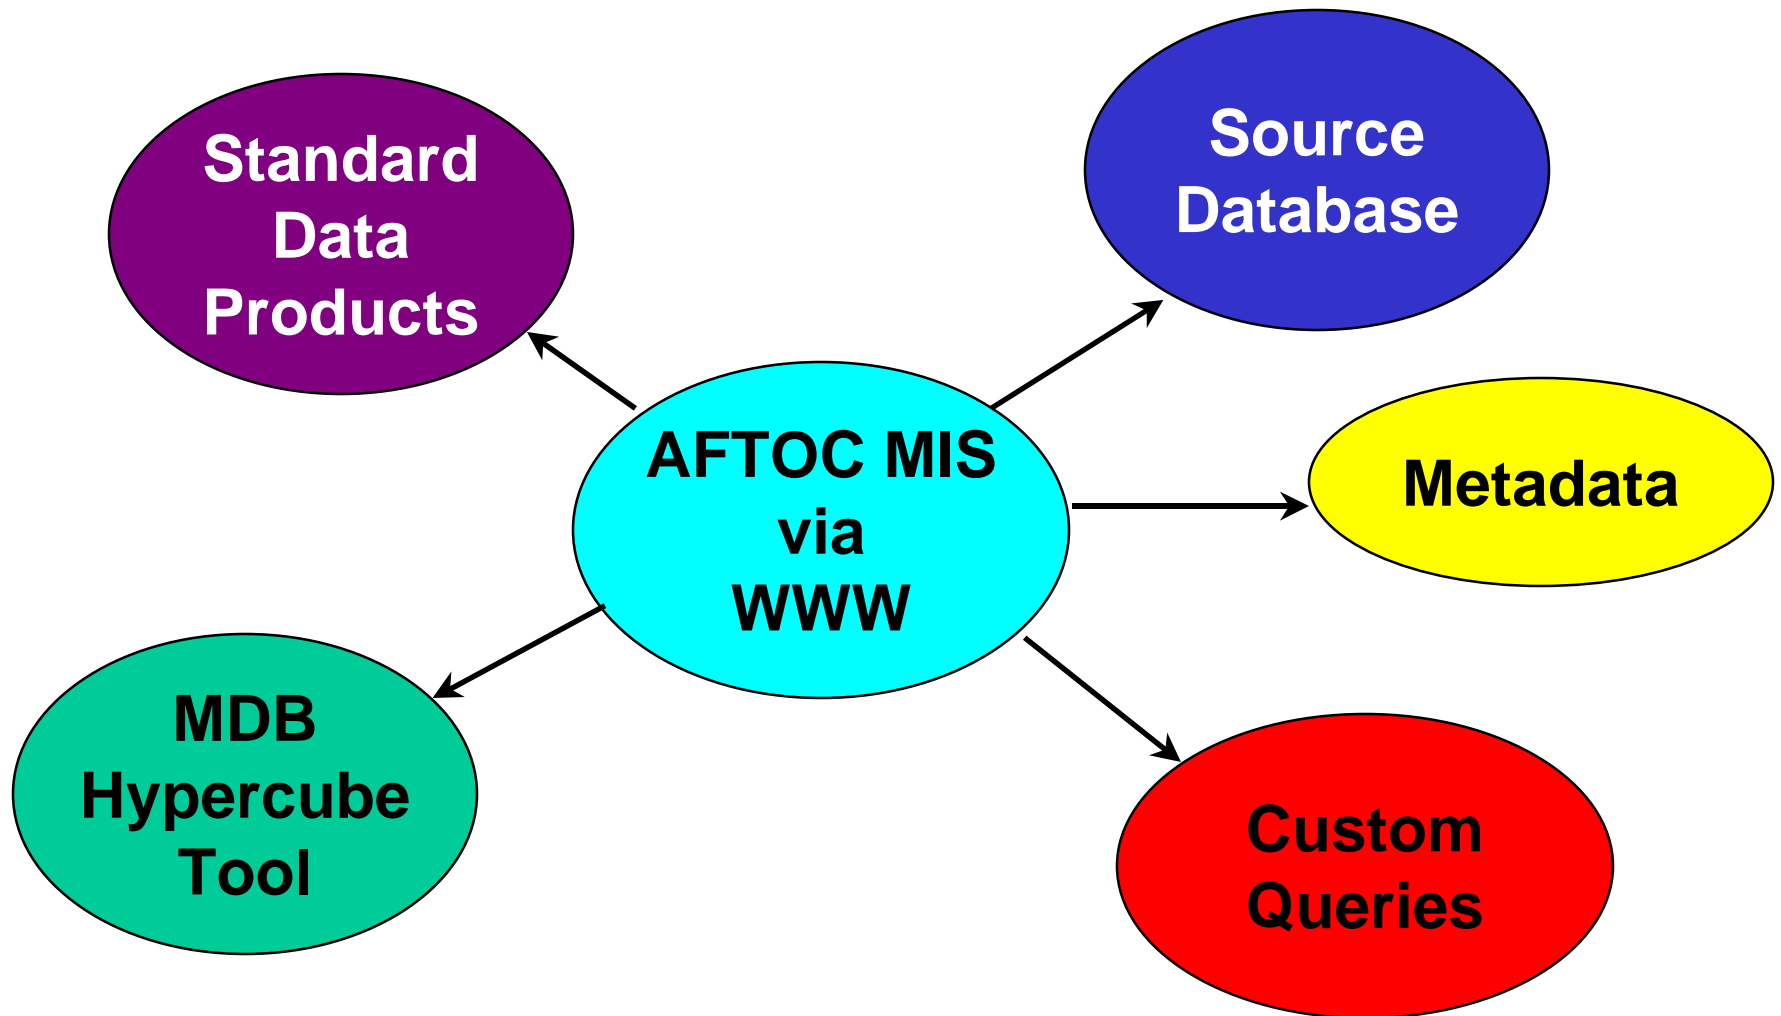 Standard
Data
Products
Source
Database
AFTOC MIS
via
WWW
Metadata
MDB
Hypercube
Tool
Custom
Queries